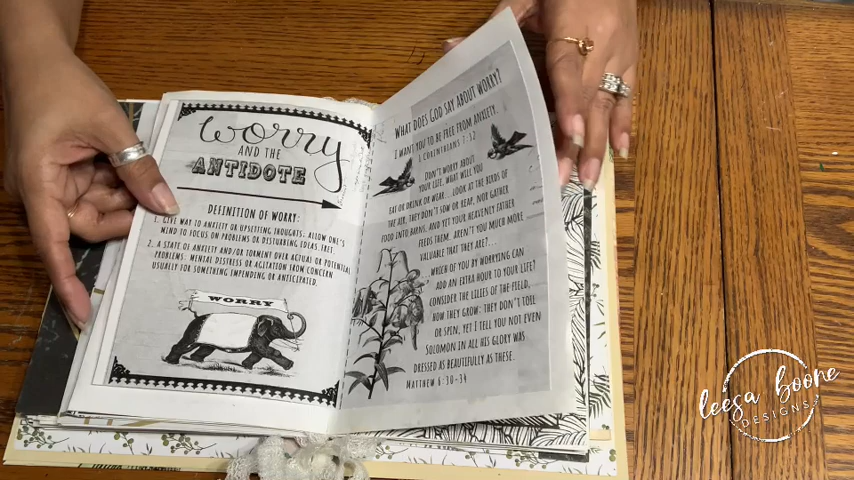 worry
AND THE
ANTIDOTE
DEFINITION OF WORRY:
1. GIVE WAY TO ANXIETY OR UPSETTING THOUGHTS; ALLOW ONE'S
MIND TO FOCUS ON PROBLEMS OR DISTURBING IDEAS. FRET
2. A STATE OF ANXIETY AND/OR TORMENT OVER ACTUAL OR POTENTIAL
PROBLEMS. MENTAL DISTRESS OR AGITATION FROM CONCERN
USUALLY FOR SOMETHING IMPENDING OR ANTICIPATED.
WORRY
WHAT DOES GOD SAY ABOUT WORRY?
I WANT YOU TO BE FREE FROM ANXIETY.
1 CORINTHIANS 7:32
DON'T WORRY ABOUT
YOUR LIFE, WHAT WILL YOU
EAT OR DRINK OR WEAR... LOOK AT THE BIRDS OF
THE AIR; THEY DON'T SOW OR REAP, NOR GATHER
FOOD INTO BARNS, AND YET YOUR HEAVENLY FATHER
FEEDS THEM. AREN'T YOU MUCH MORE
VALUABLE THAT THEY ARE?...
...WHICH OF YOU BY WORRYING CAN
ADD AN EXTRA HOUR TO YOUR LIFE?
CONSIDER THE LILIES OF THE FIELD,
HOW THEY GROW: THEY DON'T TOIL
OR SPIN, YET I TELL YOU NOT EVEN
SOLOMON IN ALL HIS GLORY WAS
DRESSED AS BEAUTIFULLY AS THESE.
MATTHEW 6:30-34
leesa boone
DESIGNS